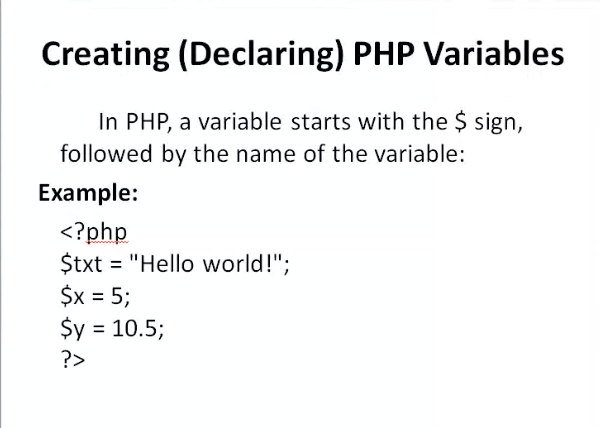 Creating (Declaring) PHP Variables
In PHP, a variable starts with the $ sign,
followed by the name of the variable:
Example:
<?php
$txt = "Hello world!";
$x = 5;
$y = 10.5;
?>